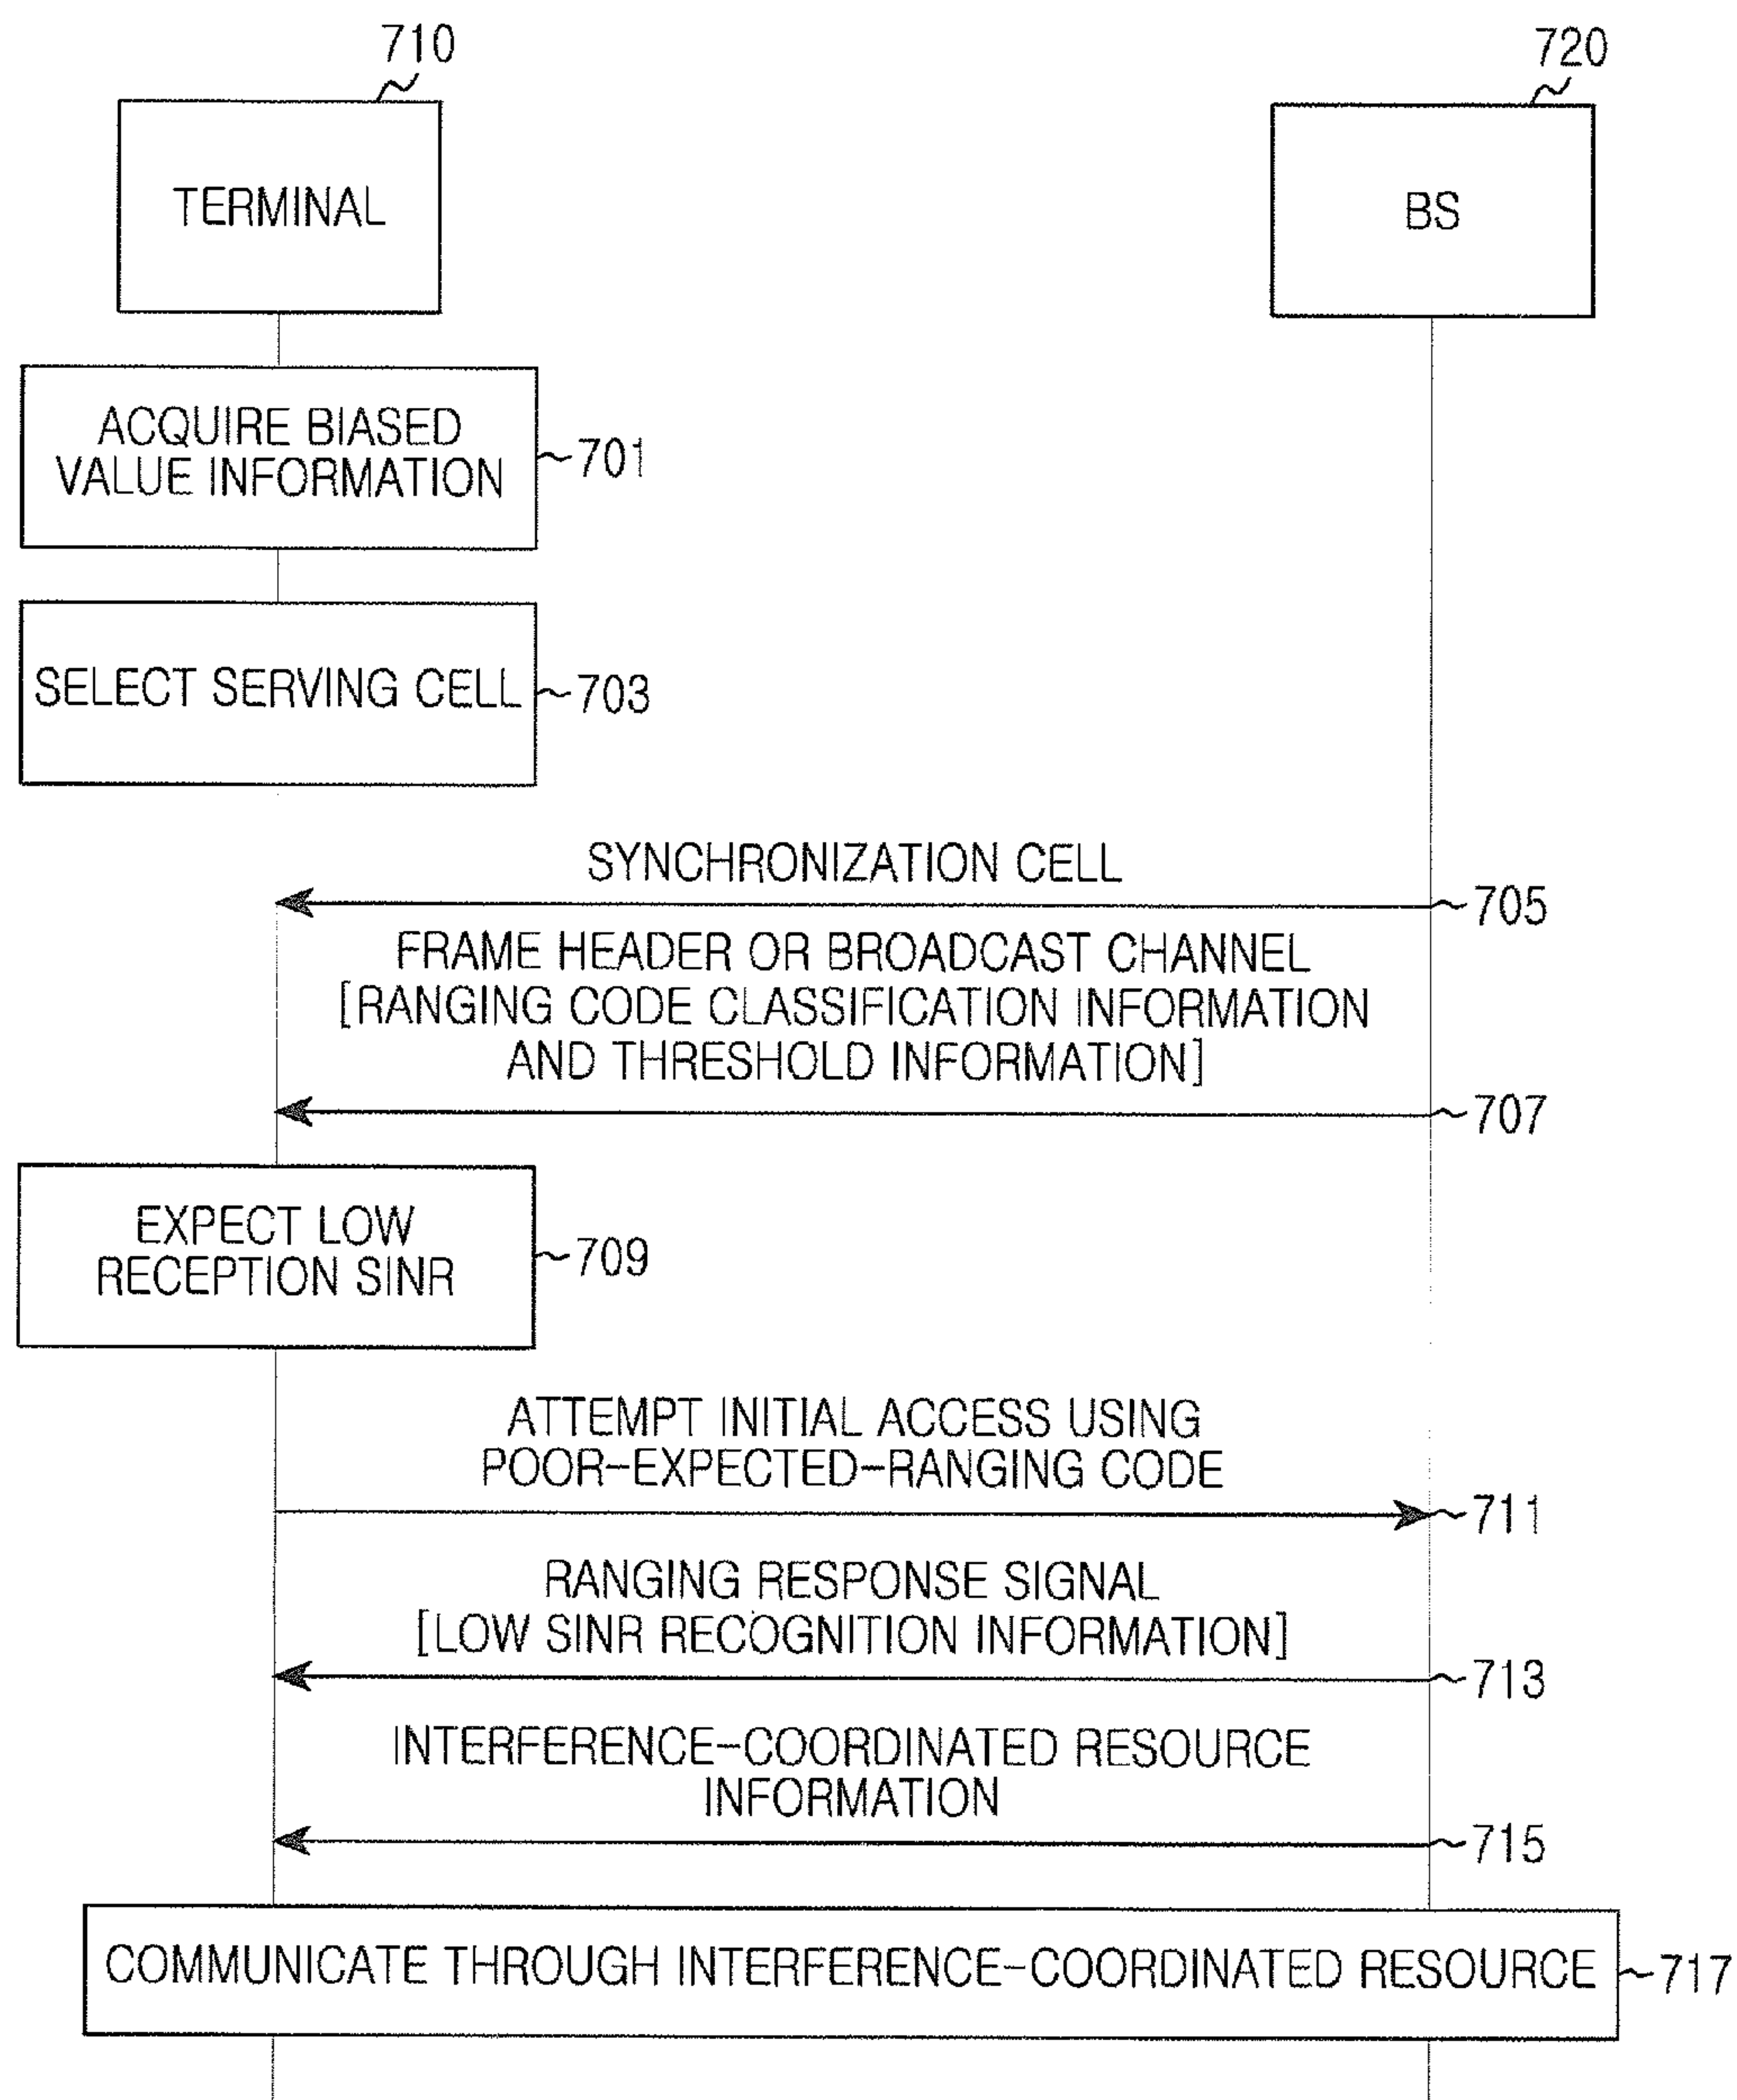 710
720
TERMINAL
BS
ACQUIRE BIASED
VALUE INFORMATION
701
SELECT SERVING CELL
703
SYNCHRONIZATION CELL
705
FRAME HEADER OR BROADCAST CHANNEL
[RANGING CODE CLASSIFICATION INFORMATION
AND THRESHOLD INFORMATION]
707
EXPECT LOW
RECEPTION SINR
709
ATTEMPT INITIAL ACCESS USING
POOR-EXPECTED-RANGING CODE
711
RANGING RESPONSE SIGNAL
[LOW SINR RECOGNITION INFORMATION]
713
INTERFERENCE-COORDINATED RESOURCE
INFORMATION
715
COMMUNICATE THROUGH INTERFERENCE-COORDINATED RESOURCE
717